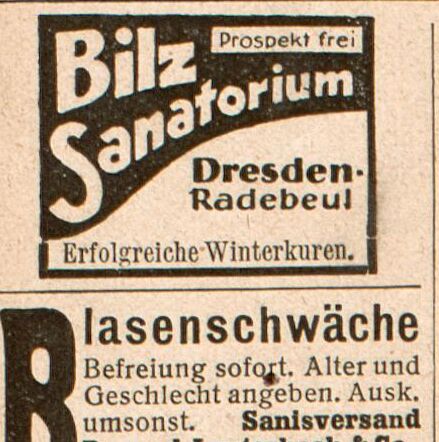 Bilz
Prospekt frei
Sanatorium
Dresden-
Radebeul
Erfolgreiche Winterkuren.
Blasenschwäche
Befreiung sofort. Alter und
Geschlecht angeben. Ausk.
umsonst. Sanisversand